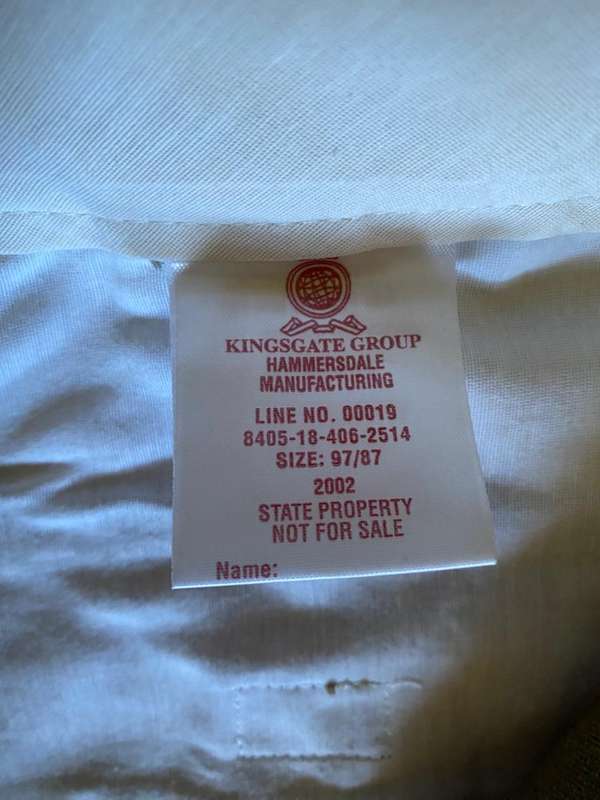 KINGSGATE GROUP
HAMMERSDALE
MANUFACTURING
LINE NO. 00019
8405-18-406-2514
SIZE: 97/87
2002
STATE PROPERTY
NOT FOR SALE
Name: